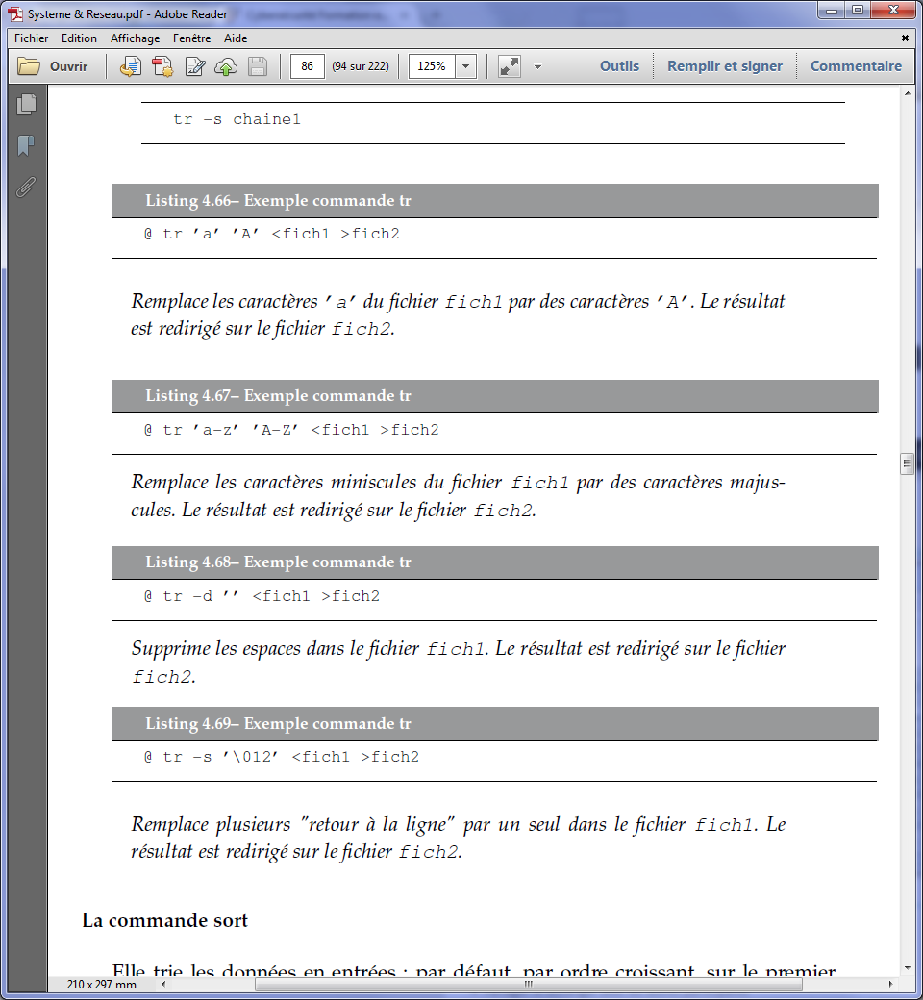 Systeme & Reseau.pdf - Adobe Reader
Fichier Edition Affichage Fenêtre Aide
Ouvrir 86 (94 sur 222) 125% Outils Remplir et signer Commentaire
tr -s chaine1
Listing 4.66– Exemple commande tr
@ tr 'a' 'A' <fich1 >fich2
Remplace les caractères 'a' du fichier fich1 par des caractères 'A'. Le résultat
est redirigé sur le fichier fich2.
Listing 4.67– Exemple commande tr
@ tr 'a-z' 'A-Z' <fich1 >fich2
Remplace les caractères miniscules du fichier fich1 par des caractères majus-
cules. Le résultat est redirigé sur le fichier fich2.
Listing 4.68– Exemple commande tr
@ tr -d '' <fich1 >fich2
Supprime les espaces dans le fichier fich1. Le résultat est redirigé sur le fichier
fich2.
Listing 4.69– Exemple commande tr
@ tr -s '\012' <fich1 >fich2
Remplace plusieurs "retour à la ligne" par un seul dans le fichier fich1. Le
résultat est redirigé sur le fichier fich2.
La commande sort
Elle trie les données en entrées : par défaut, par ordre croissant, sur le premier
210 x 297 mm